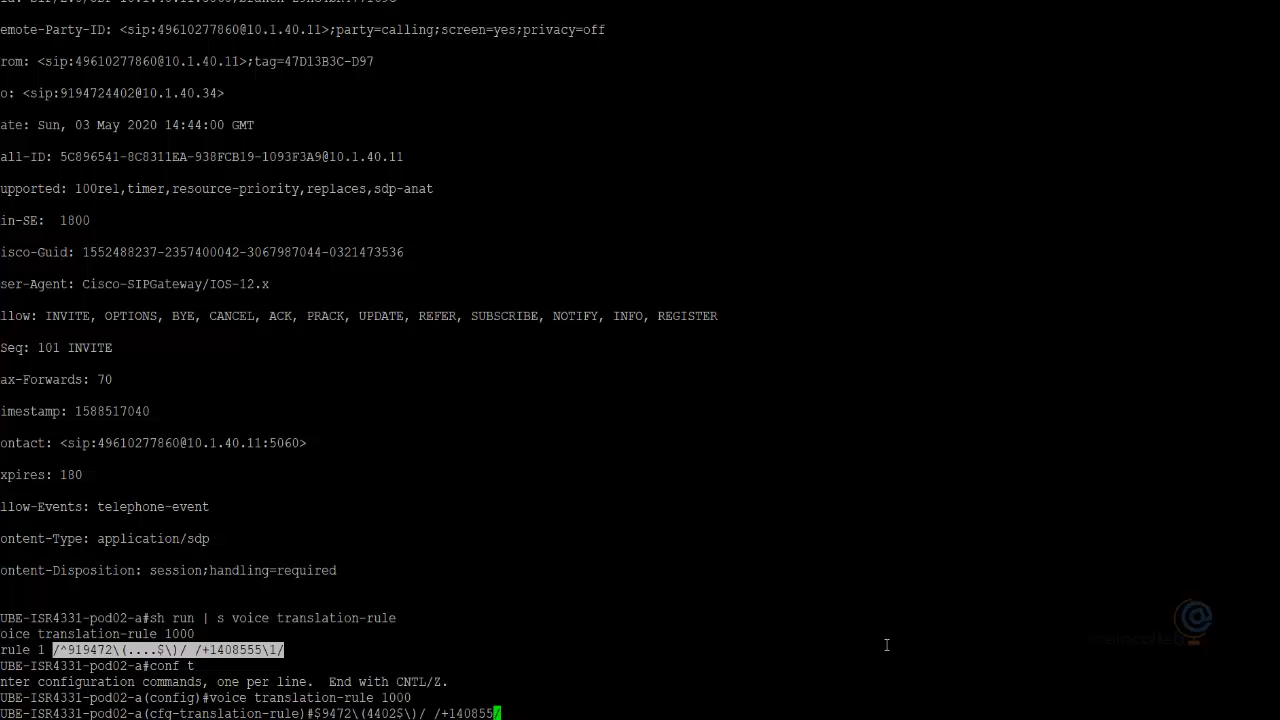 emote-Party-ID: <sip:49610277860@10.1.40.11>;party=calling;screen=yes;privacy=off
rom: <sip:49610277860@10.1.40.11>;tag=47D13B3C-D97
o: <sip:9194724402@10.1.40.34>
ate: Sun, 03 May 2020 14:44:00 GMT
all-ID: 5C896541-8C8311EA-938FCB19-1093F3A9@10.1.40.11
upported: 100rel,timer,resource-priority,replaces,sdp-anat
in-SE:  1800
isco-Guid: 1552488237-2357400042-3067987044-0321473536
ser-Agent: Cisco-SIPGateway/IOS-12.x
llow: INVITE, OPTIONS, BYE, CANCEL, ACK, PRACK, UPDATE, REFER, SUBSCRIBE, NOTIFY, INFO, REGISTER
Seq: 101 INVITE
ax-Forwards: 70
imestamp: 1588517040
ontact: <sip:49610277860@10.1.40.11:5060>
xpires: 180
llow-Events: telephone-event
ontent-Type: application/sdp
ontent-Disposition: session;handling=required
UBE-ISR4331-pod02-a#sh run | s voice translation-rule
oice translation-rule 1000
rule 1 /^919472\(....$\)/ /+1408555\1/
UBE-ISR4331-pod02-a#conf t
nter configuration commands, one per line.  End with CNTL/Z.
UBE-ISR4331-pod02-a(config)#voice translation-rule 1000
UBE-ISR4331-pod02-a(cfg-translation-rule)#$9472\(4402$\)/ /+140855/